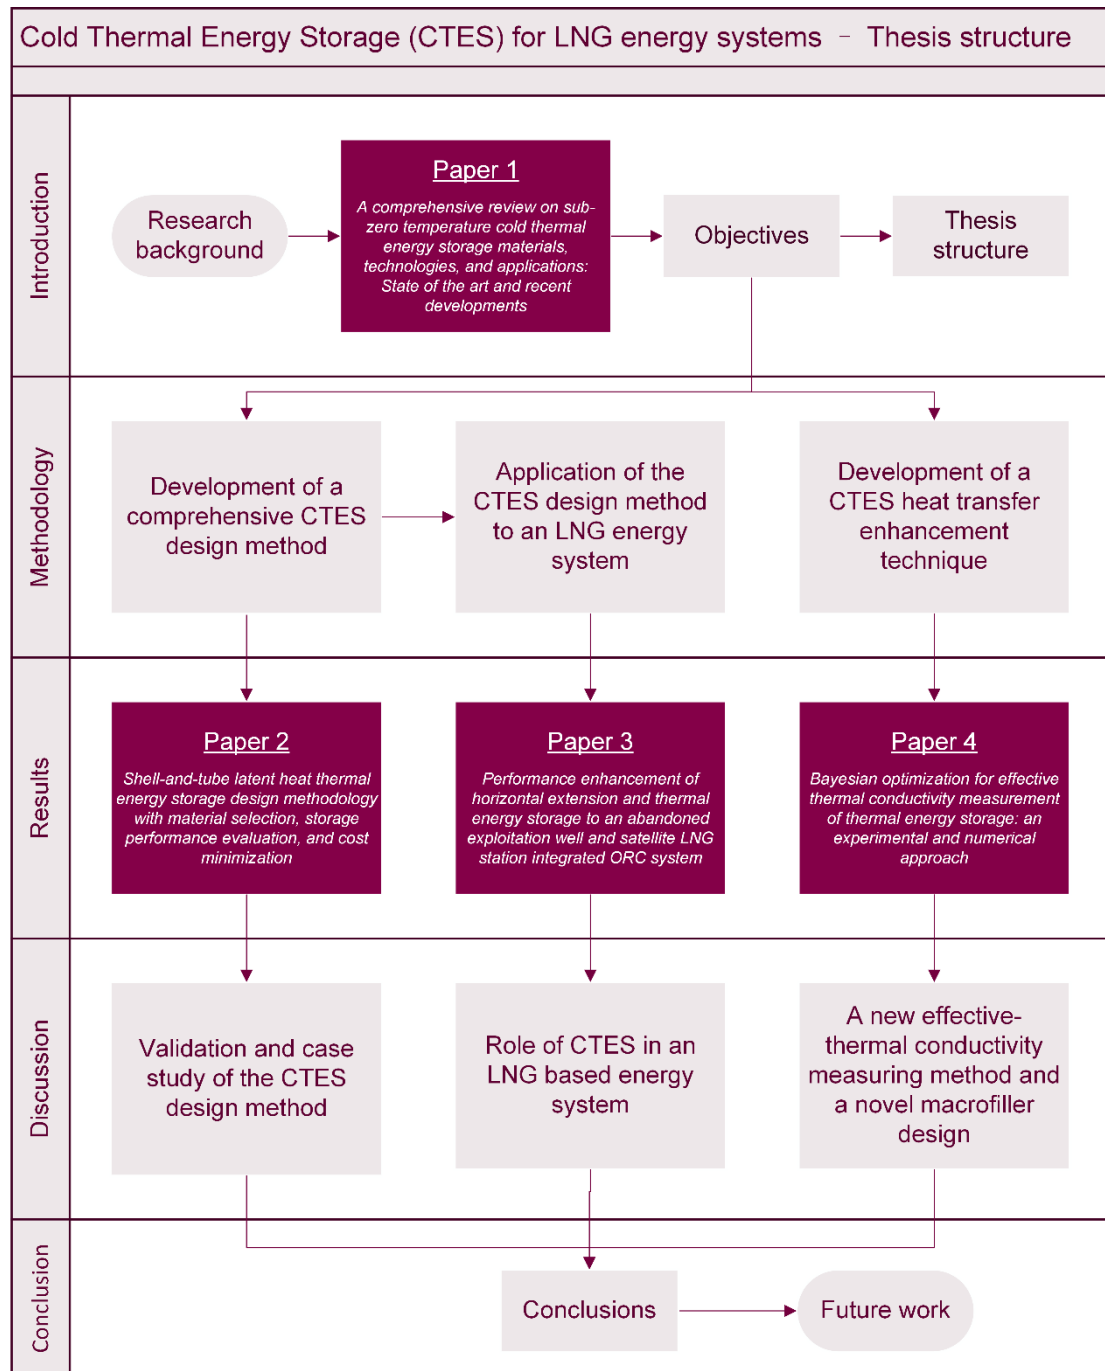 Cold Thermal Energy Storage (CTES) for LNG energy systems – Thesis structure
Introduction
Research
background
Paper 1
A comprehensive review on sub-
zero temperature cold thermal
energy storage materials,
technologies, and applications:
State of the art and recent
developments
Objectives
Thesis
structure
Methodology
Development of a
comprehensive CTES
design method
Application of the
CTES design method
to an LNG energy
system
Development of a
CTES heat transfer
enhancement
technique
Results
Paper 2
Shell-and-tube latent heat thermal
energy storage design methodology
with material selection, storage
performance evaluation, and cost
minimization
Paper 3
Performance enhancement of
horizontal extension and thermal
energy storage to an abandoned
exploitation well and satellite LNG
station integrated ORC system
Paper 4
Bayesian optimization for effective
thermal conductivity measurement
of thermal energy storage: an
experimental and numerical
approach
Discussion
Validation and case
study of the CTES
design method
Role of CTES in an
LNG based energy
system
A new effective-
thermal conductivity
measuring method and
a novel macrofiller
design
Conclusion
Conclusions
Future work